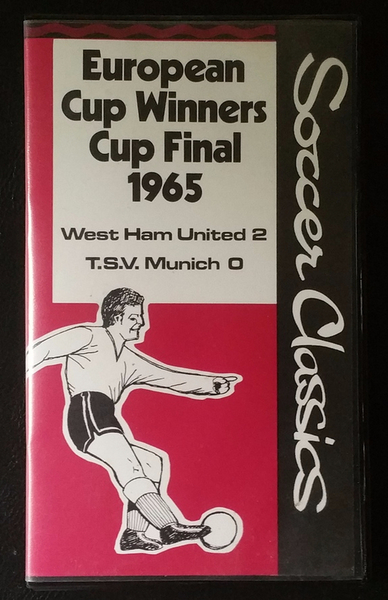 European
Cup Winners
Cup Final
1965
West Ham United 2
T.S.V. Munich 0
Soccer Classics